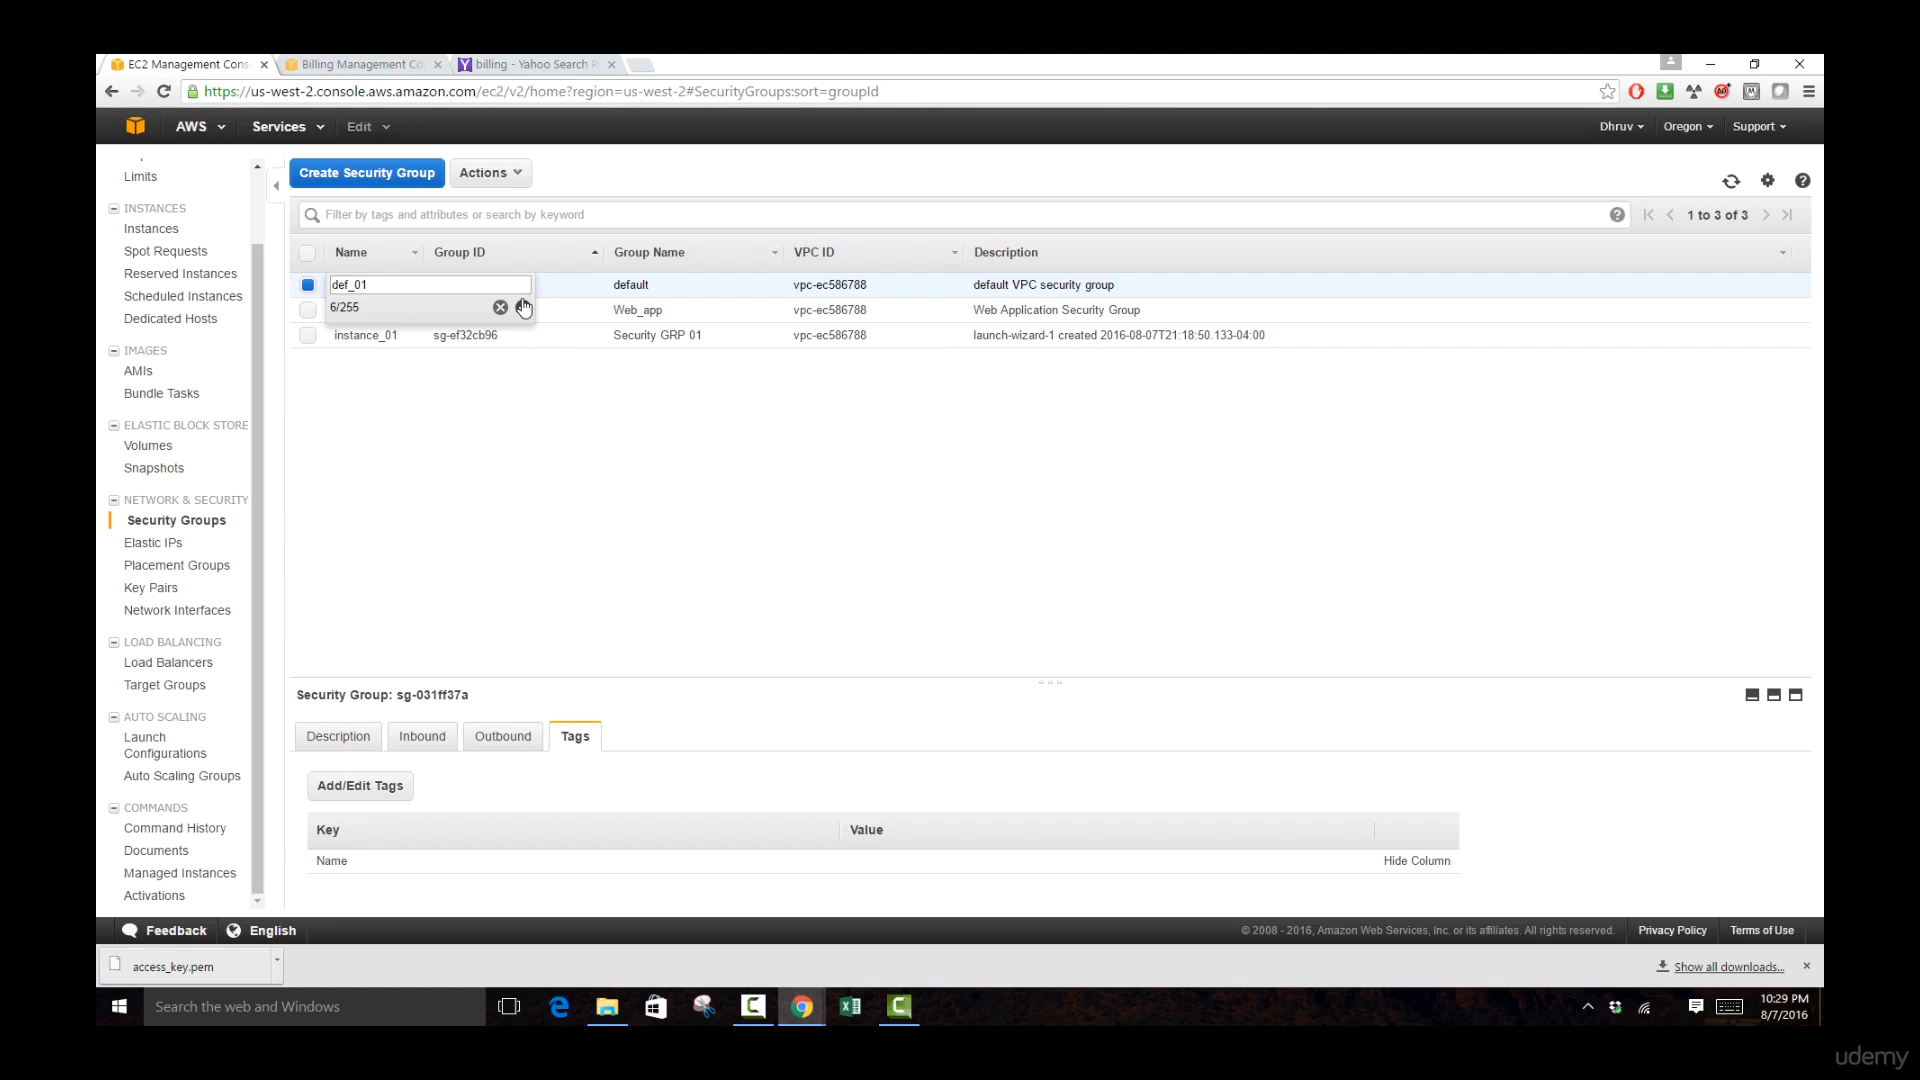 EC2 Management Cons
Billing Management Co
billing - Yahoo Search R
https://us-west-2.console.aws.amazon.com/ec2/v2/home?region=us-west-2#SecurityGroups:sort=groupId
AWS
Services
Edit
Dhruv
Oregon
Support
Limits
INSTANCES
Instances
Spot Requests
Reserved Instances
Scheduled Instances
Dedicated Hosts
IMAGES
AMIs
Bundle Tasks
ELASTIC BLOCK STORE
Volumes
Snapshots
NETWORK & SECURITY
Security Groups
Elastic IPs
Placement Groups
Key Pairs
Network Interfaces
LOAD BALANCING
Load Balancers
Target Groups
AUTO SCALING
Launch
Configurations
Auto Scaling Groups
COMMANDS
Command History
Documents
Managed Instances
Activations
Create Security Group
Actions
Filter by tags and attributes or search by keyword
1 to 3 of 3
Name Group ID Group Name VPC ID Description
def_01 default vpc-ec586788 default VPC security group
6/255
Web_app vpc-ec586788 Web Application Security Group
instance_01 sg-ef32cb96 Security GRP 01 vpc-ec586788 launch-wizard-1 created 2016-08-07T21:18:50.133-04:00
Security Group: sg-031ff37a
Description Inbound Outbound Tags
Add/Edit Tags
Key Value
Name Hide Column
Feedback
English
© 2008 - 2016, Amazon Web Services, Inc. or its affiliates. All rights reserved.
Privacy Policy
Terms of Use
access_key.pem
Show all downloads...
Search the web and Windows
10:29 PM
8/7/2016
udemy